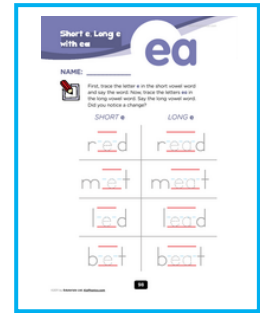 Short e, Long e
with ea
ea
NAME:
First, trace the letter e in the short vowel word
and say the word. Now, trace the letters ea in
the long vowel word. Say the long vowel word.
Did you notice a change?
SHORT e LONG e
red read
met meat
led lead
bet beat